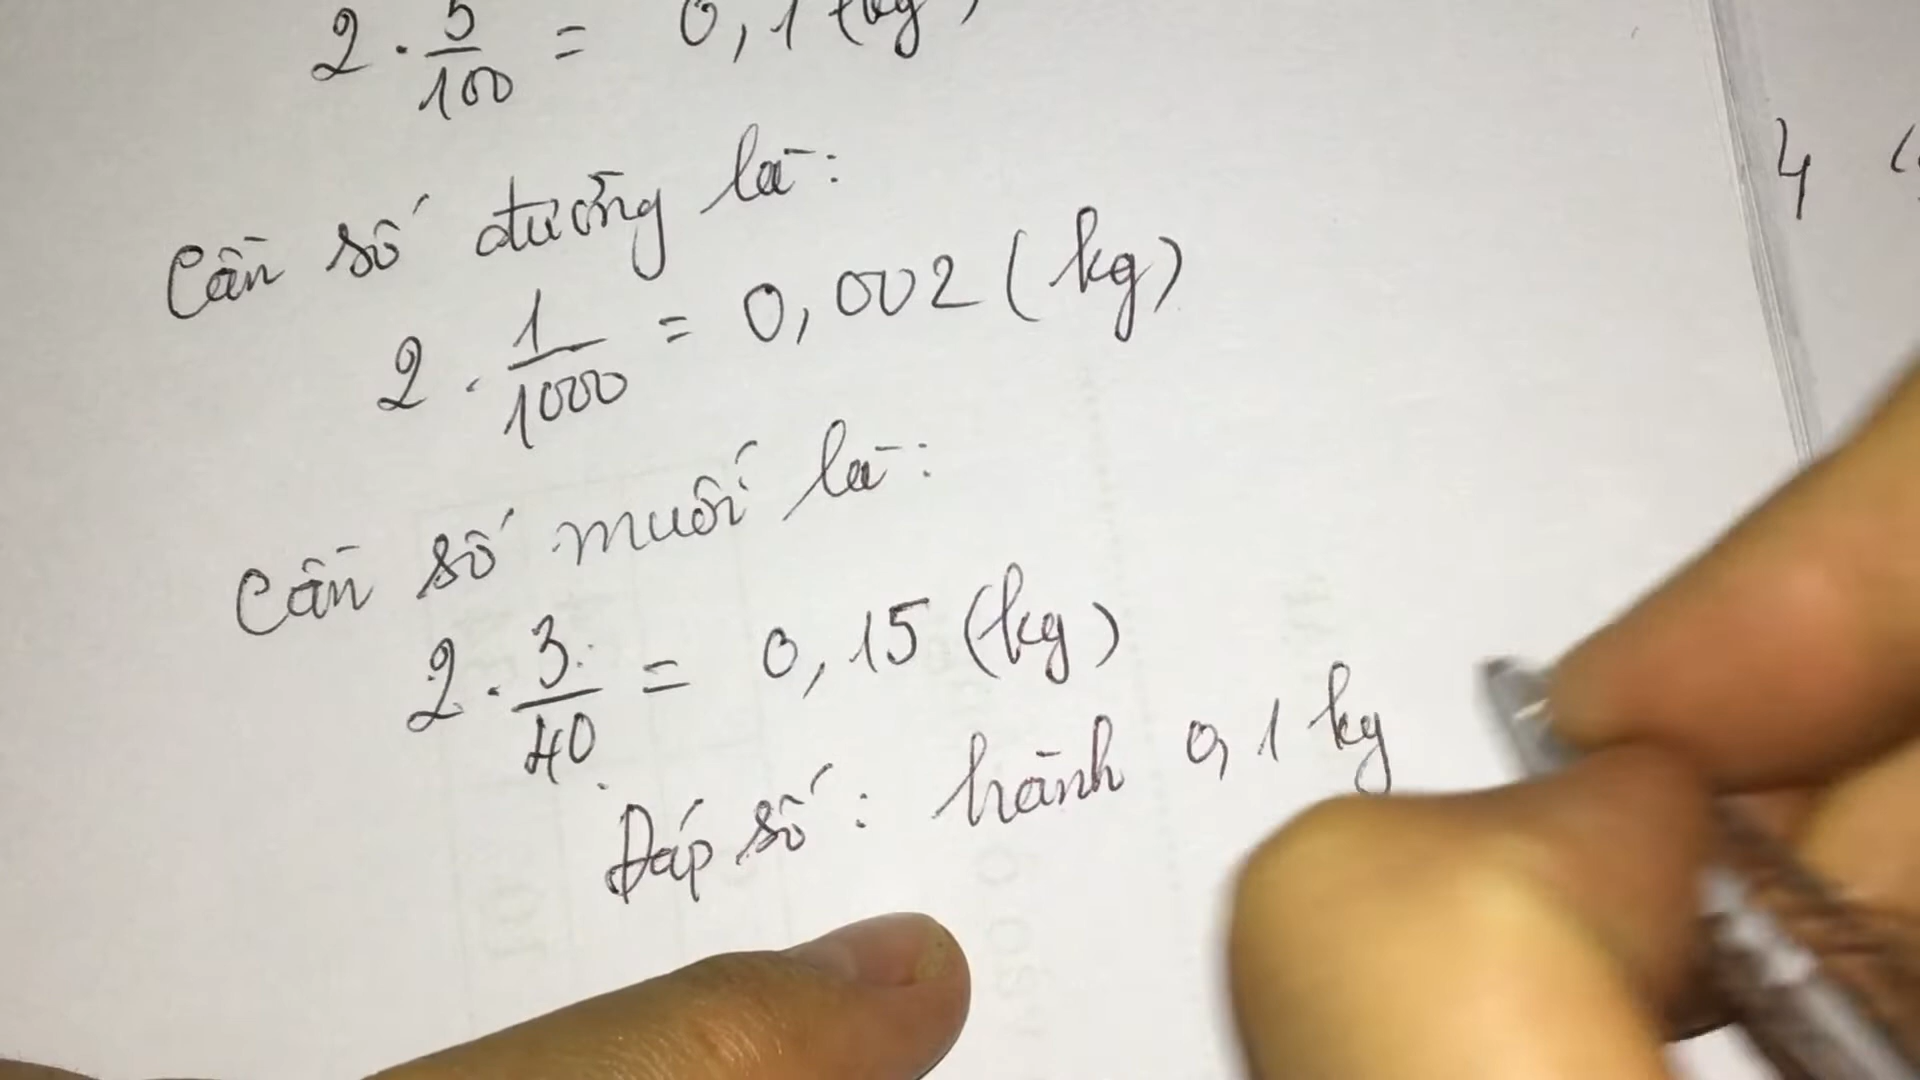 2 . 5/100 = 0,1 (kg)
Cần số đường là:
2 . 1/1000 = 0,002 (kg)
Cần số muối là:
2 . 3/40 = 0,15 (kg)
Đáp số: hành 0,1 kg
4